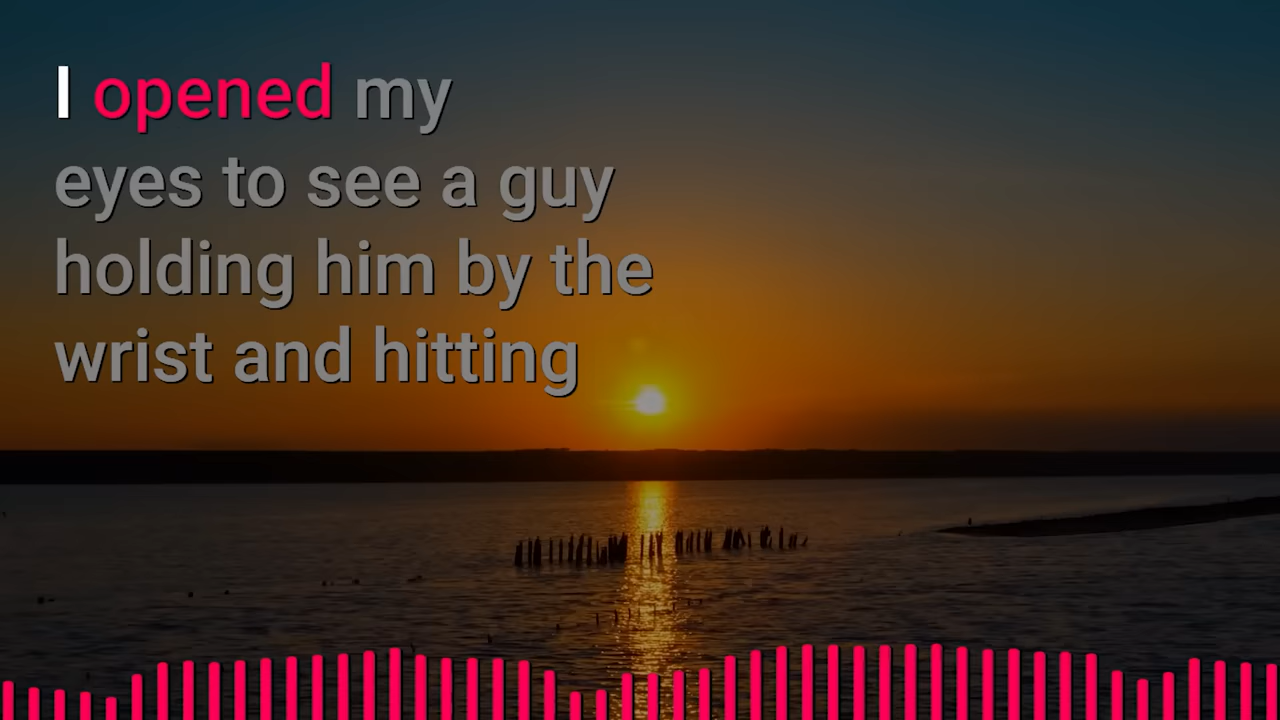 I opened my
eyes to see a guy
holding him by the
wrist and hitting